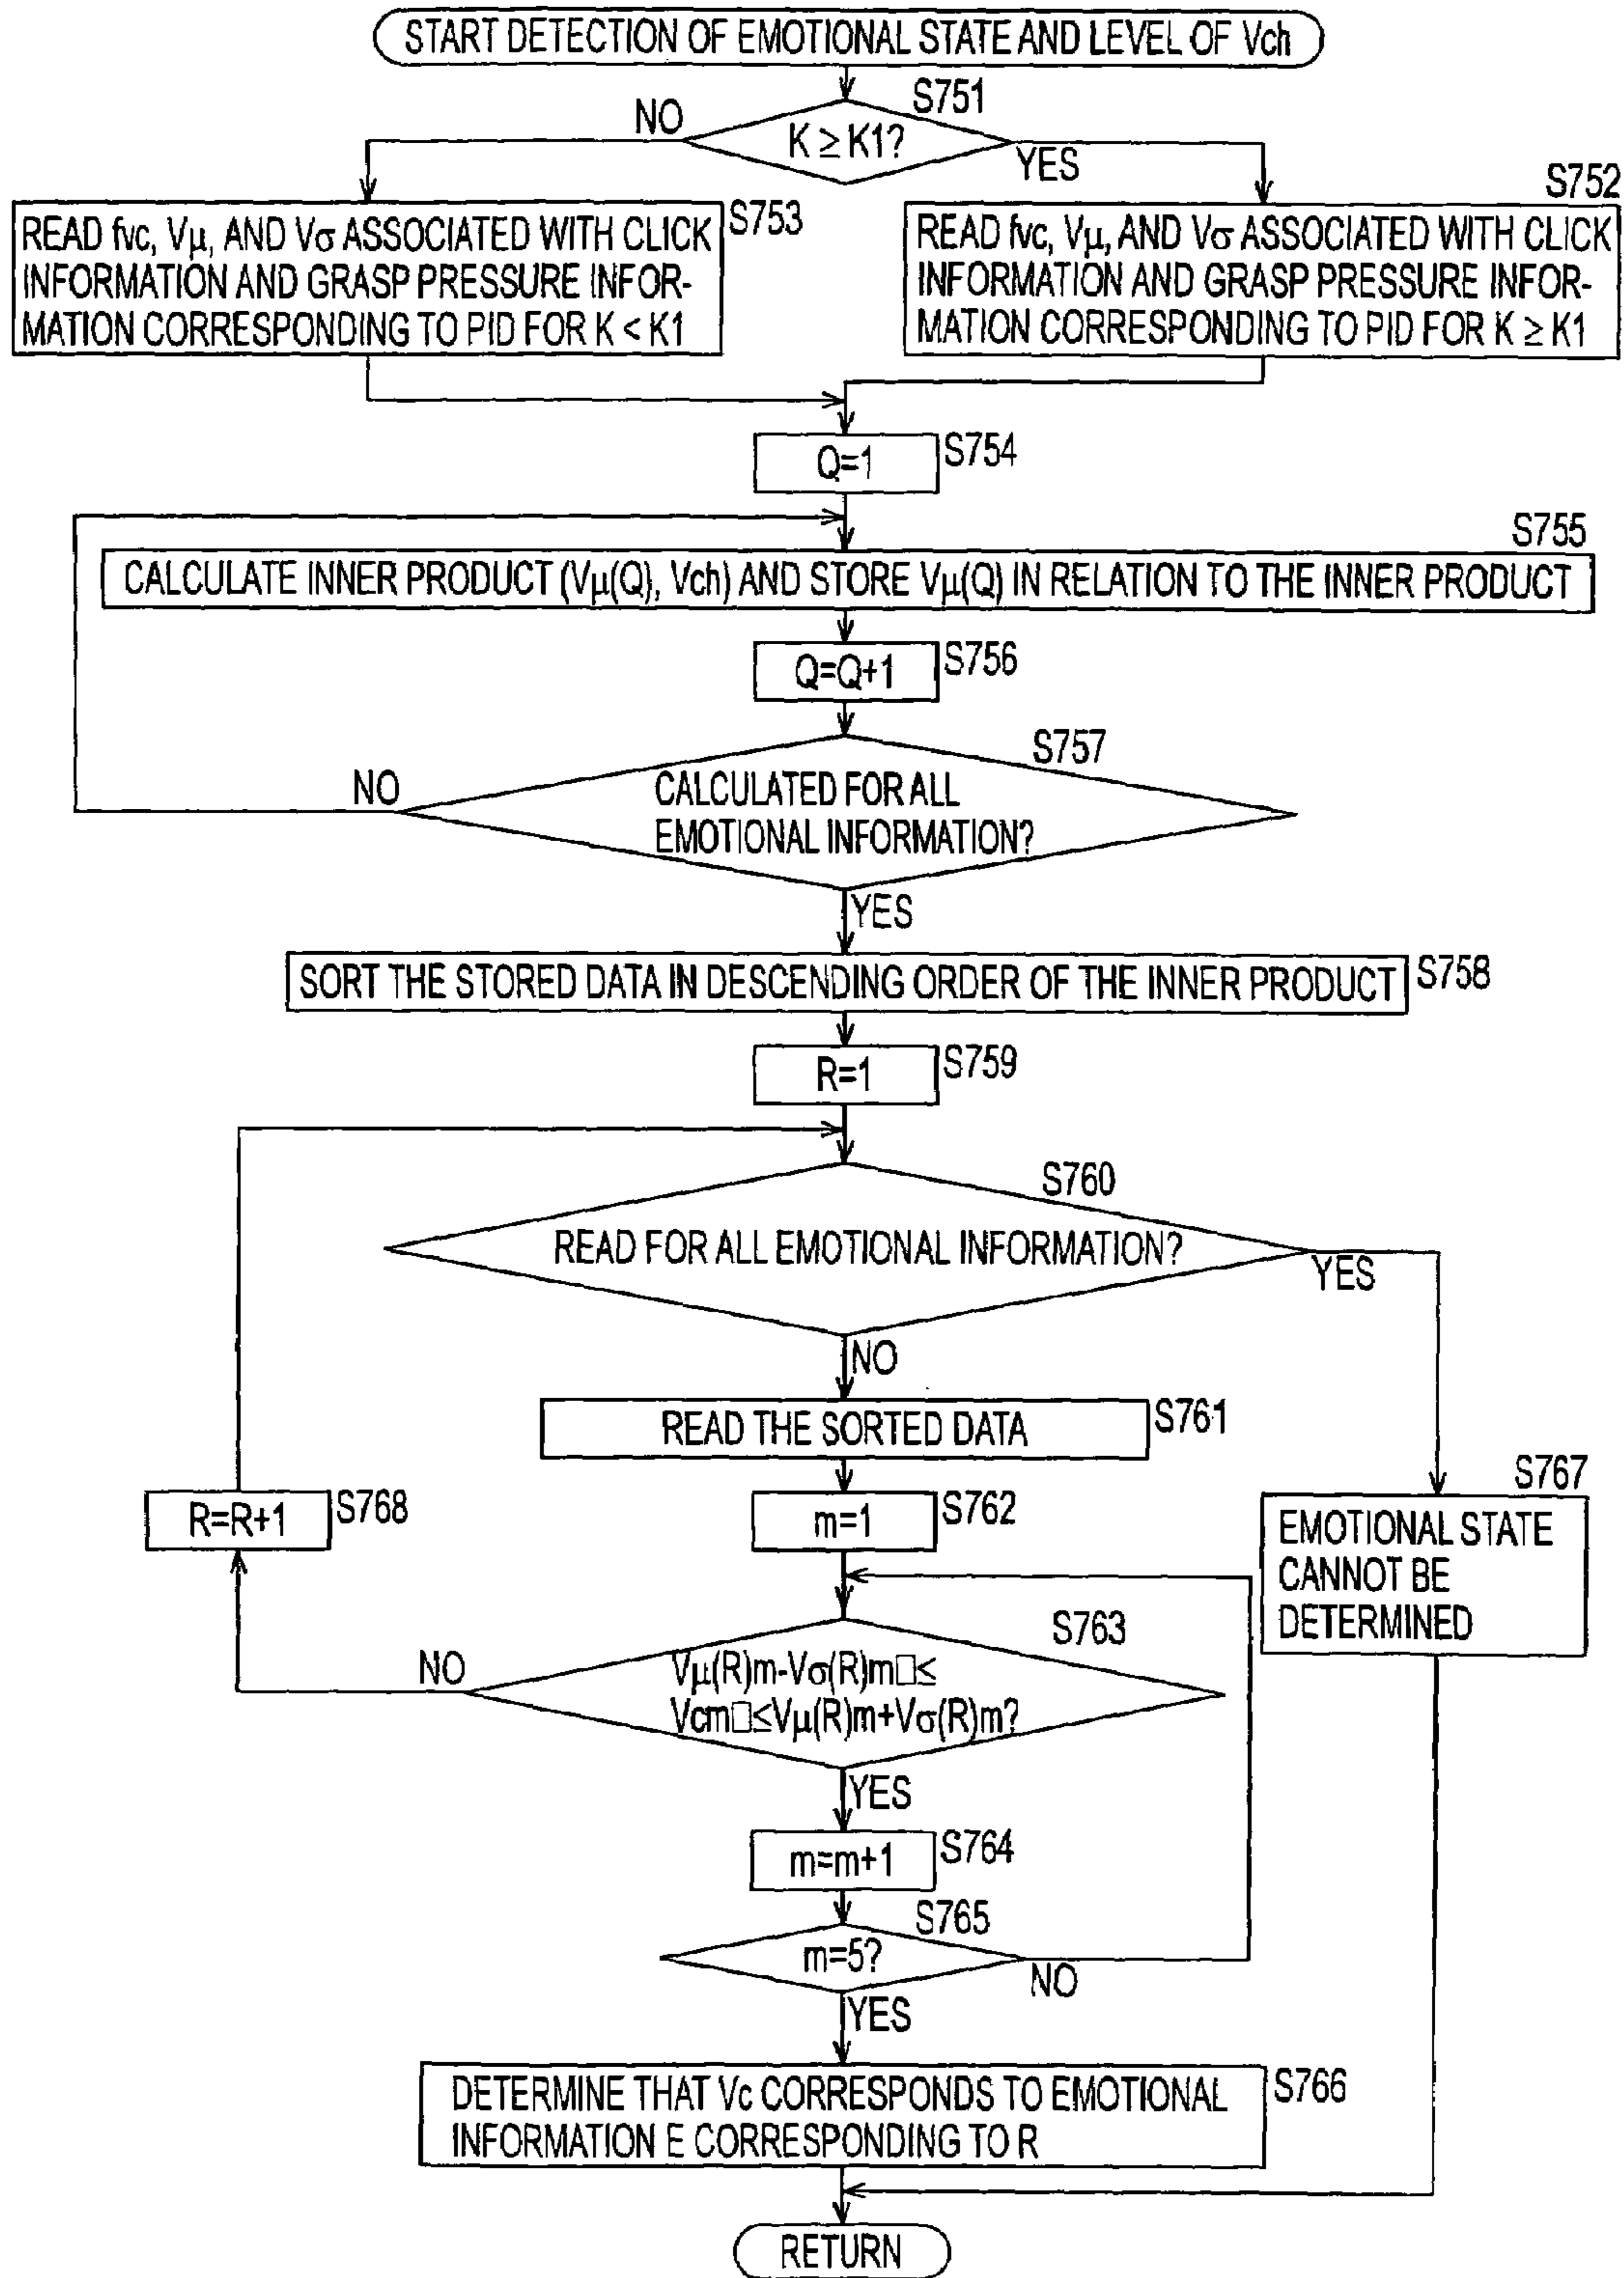 START DETECTION OF EMOTIONAL STATE AND LEVEL OF Vch
S751
K ≥ K1?
NO
YES
S753
READ fvc, Vμ, AND Vσ ASSOCIATED WITH CLICK
INFORMATION AND GRASP PRESSURE INFOR-
MATION CORRESPONDING TO PID FOR K < K1
S752
READ fvc, Vμ, AND Vσ ASSOCIATED WITH CLICK
INFORMATION AND GRASP PRESSURE INFOR-
MATION CORRESPONDING TO PID FOR K ≥ K1
Q=1
S754
S755
CALCULATE INNER PRODUCT (Vμ(Q), Vch) AND STORE Vμ(Q) IN RELATION TO THE INNER PRODUCT
Q=Q+1
S756
S757
NO
CALCULATED FOR ALL
EMOTIONAL INFORMATION?
YES
SORT THE STORED DATA IN DESCENDING ORDER OF THE INNER PRODUCT
S758
R=1
S759
S760
READ FOR ALL EMOTIONAL INFORMATION?
YES
NO
READ THE SORTED DATA
S761
R=R+1
S768
m=1
S762
S767
EMOTIONAL STATE
CANNOT BE
DETERMINED
S763
NO
Vμ(R)m-Vσ(R)m□≤
Vcm□≤Vμ(R)m+Vσ(R)m?
YES
m=m+1
S764
S765
m=5?
NO
YES
DETERMINE THAT Vc CORRESPONDS TO EMOTIONAL
INFORMATION E CORRESPONDING TO R
S766
RETURN